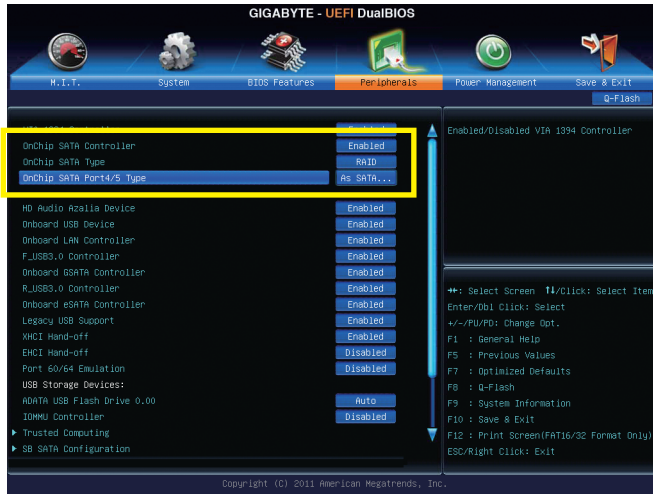 GIGABYTE - UEFI DualBIOS
M.I.T. System BIOS Features Peripherals Power Management Save & Exit
Q-Flash
OnChip SATA Controller Enabled
OnChip SATA Type RAID
OnChip SATA Port4/5 Type As SATA...
HD Audio Azalia Device Enabled
Onboard USB Device Enabled
Onboard LAN Controller Enabled
F_USB3.0 Controller Enabled
Onboard GSATA Controller Enabled
R_USB3.0 Controller Enabled
Onboard eSATA Controller Enabled
Legacy USB Support Enabled
XHCI Hand-off Enabled
EHCI Hand-off Disabled
Port 60/64 Emulation Disabled
USB Storage Devices:
ADATA USB Flash Drive 0.00 Auto
IOMMU Controller Disabled
Trusted Computing
SB SATA Configuration
Enabled/Disabled VIA 1394 Controller
→←: Select Screen ↑↓/Click: Select Item
Enter/Dbl Click: Select
+/-/PU/PD: Change Opt.
F1 : General Help
F5 : Previous Values
F7 : Optimized Defaults
F8 : Q-Flash
F9 : System Information
F10 : Save & Exit
F12 : Print Screen(FAT16/32 Format Only)
ESC/Right Click: Exit
Copyright (C) 2011 American Megatrends, Inc.